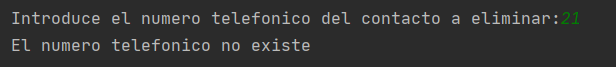 Introduce el numero telefonico del contacto a eliminar:21
El numero telefonico no existe